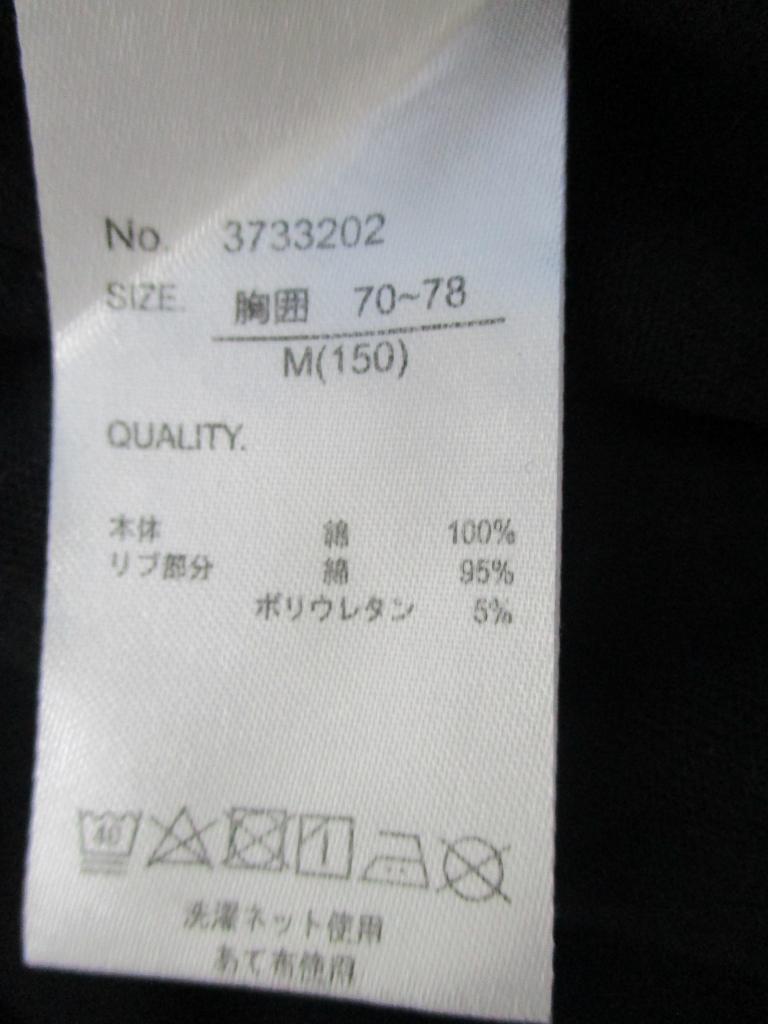 No. 3733202
SIZE. 胸囲 70~78
M(150)
QUALITY.
本体 綿 100%
リブ部分 綿 95%
ポリウレタン 5%
40
洗濯ネット使用
あて布使用